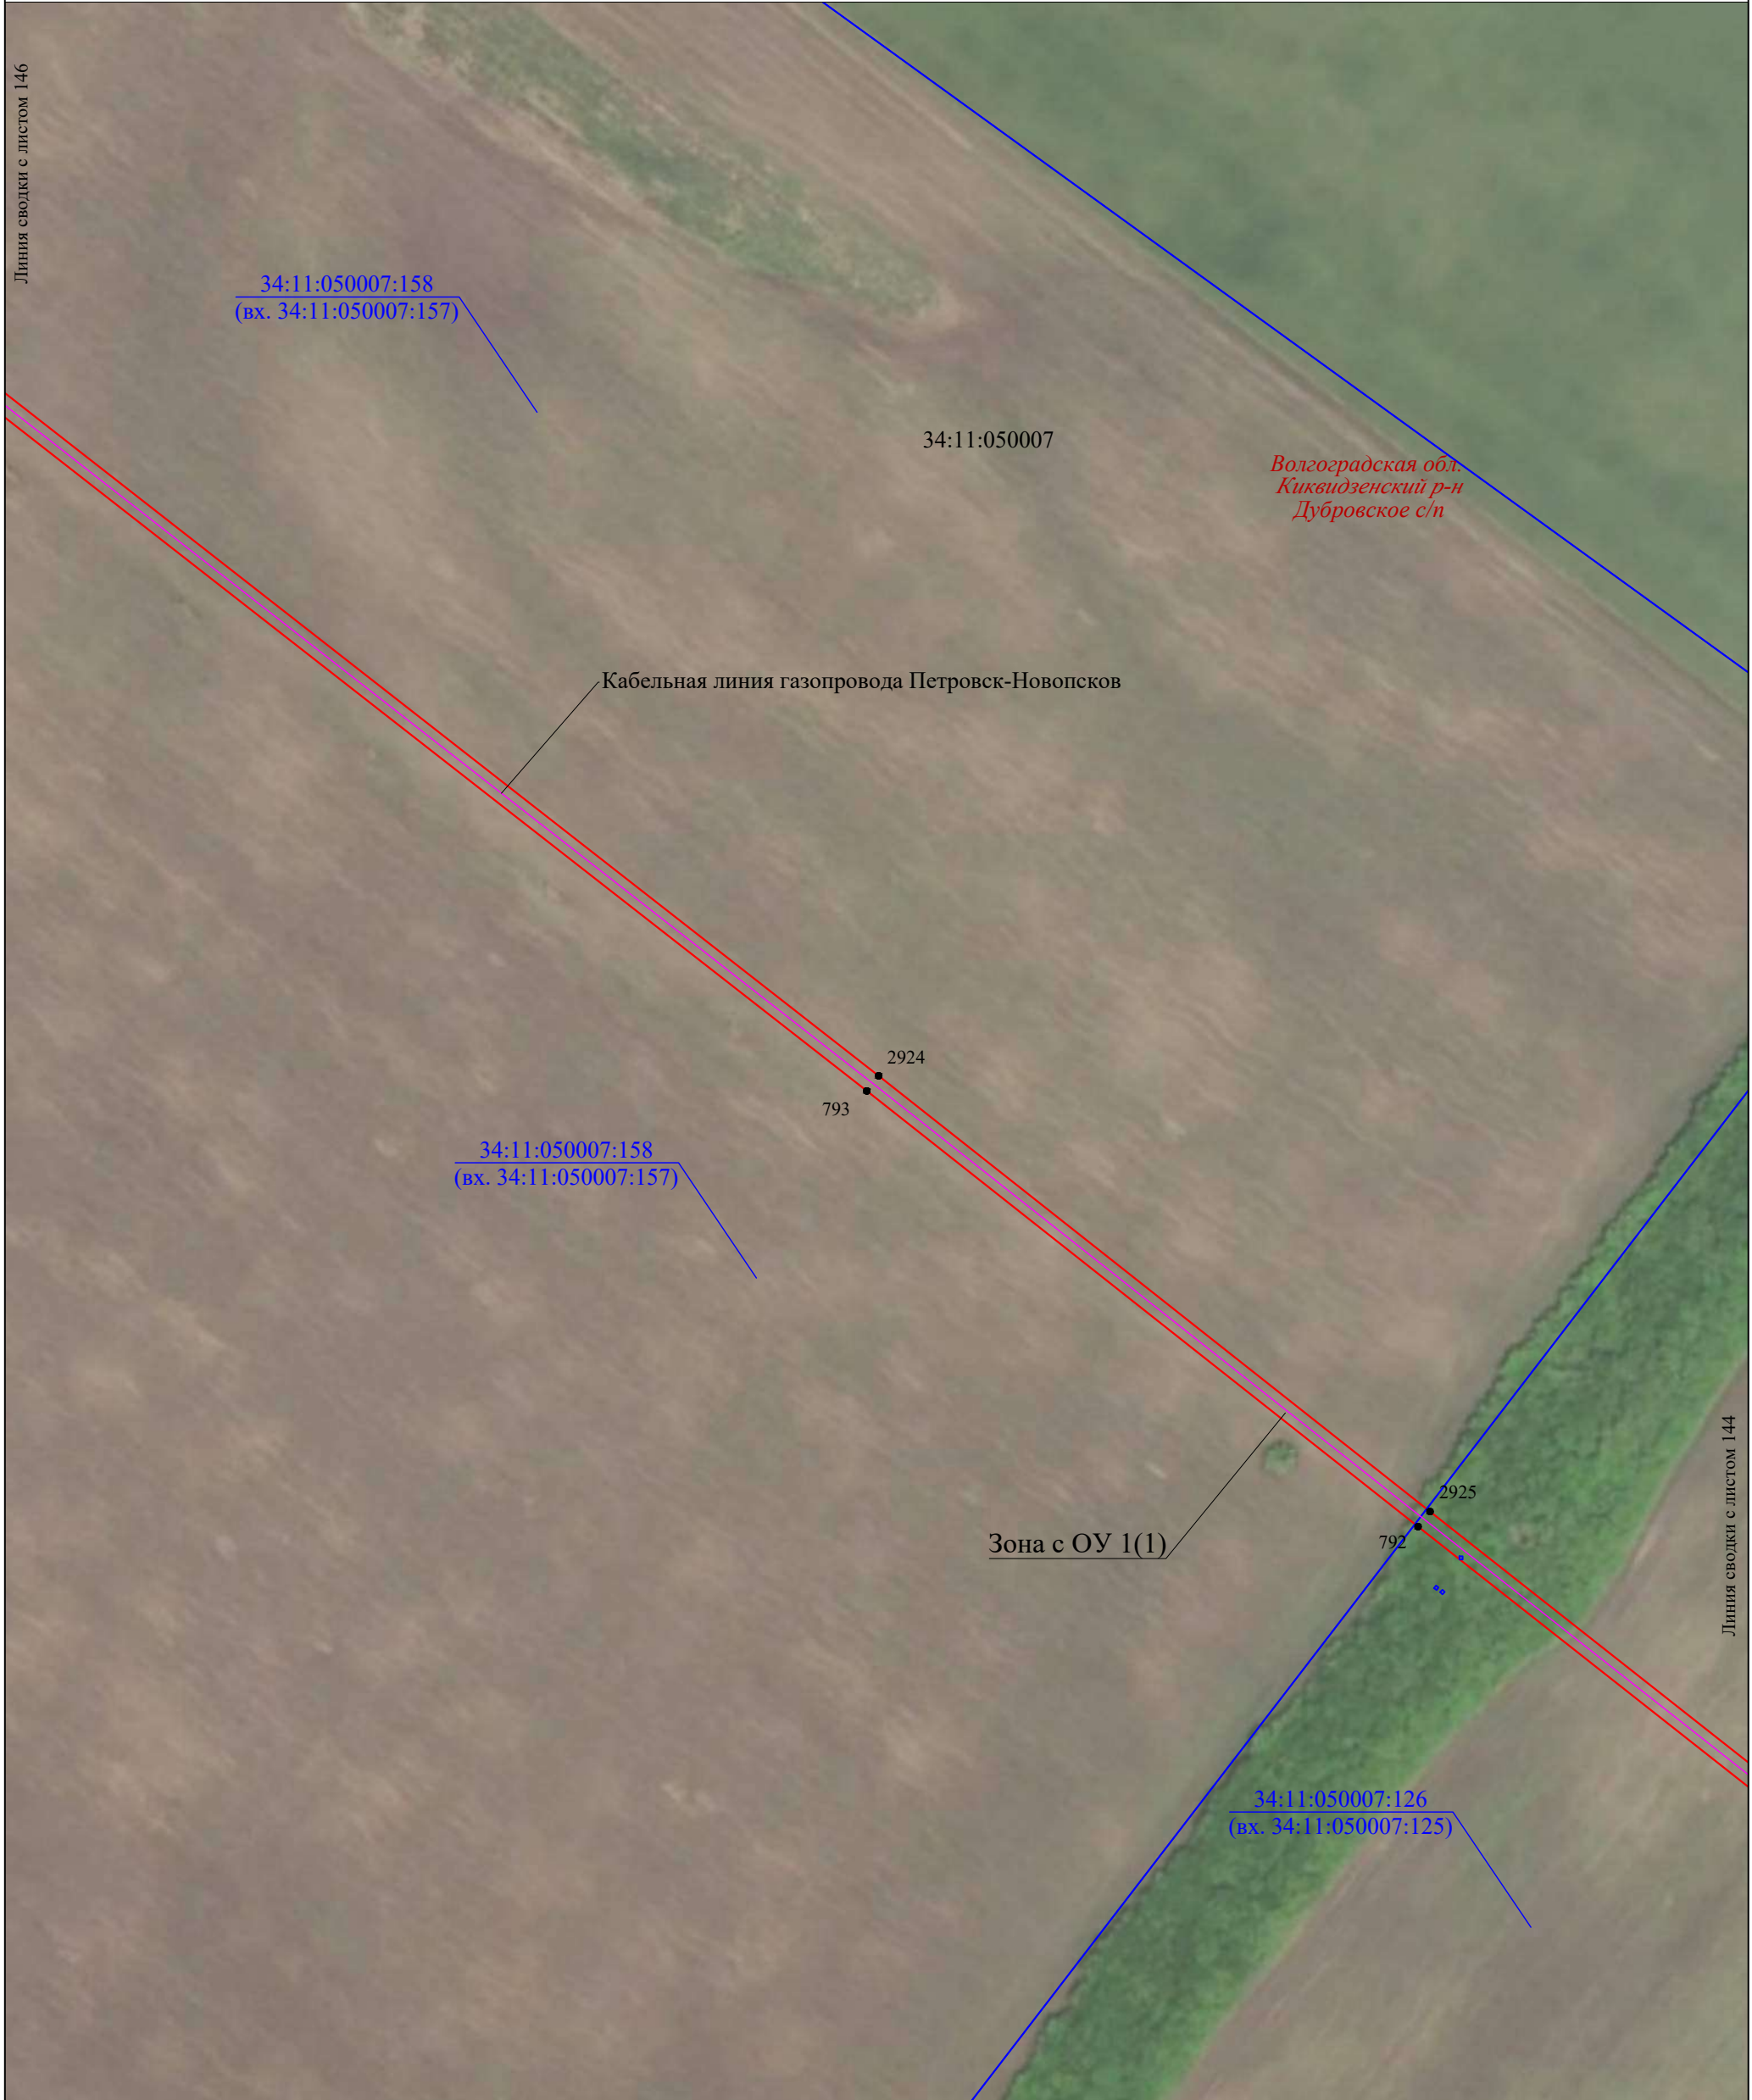 Линия сводки с листом 146
34:11:050007:158
(вх. 34:11:050007:157)
34:11:050007
Волгоградская обл.
Киквидзенский р-н
Дубровское с/п
Кабельная линия газопровода Петровск-Новопсков
2924
793
34:11:050007:158
(вх. 34:11:050007:157)
Линия сводки с листом 144
2925
792
Зона с ОУ 1(1)
34:11:050007:126
(вх. 34:11:050007:125)